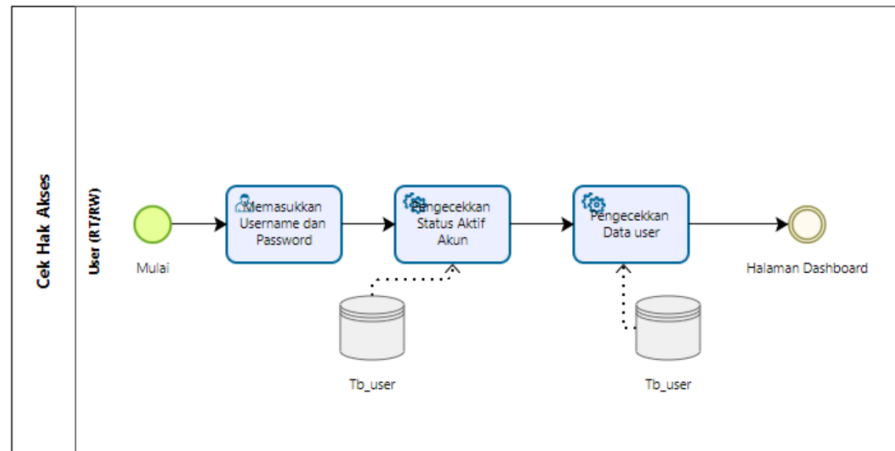 Cek Hak Akses
User (RT/RW)
Mulai
Memasukkan
Username dan
Password
Pengecekkan
Status Aktif
Akun
Pengecekkan
Data user
Halaman Dashboard
Tb_user
Tb_user